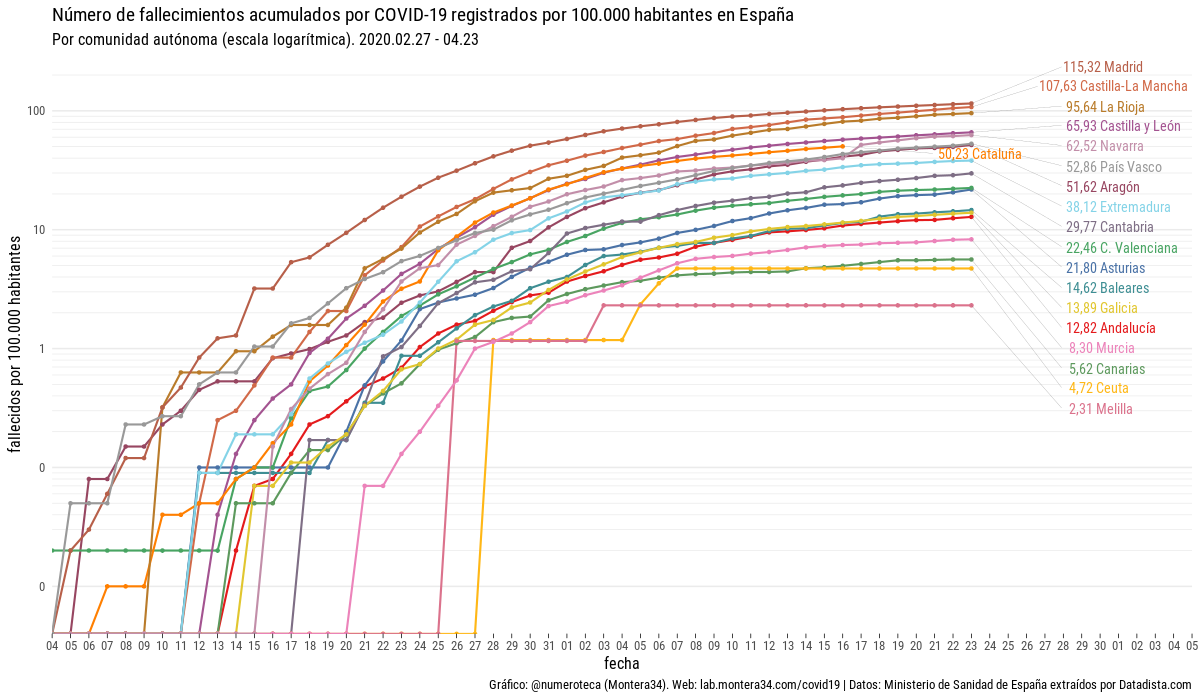 Número de fallecimientos acumulados por COVID-19 registrados por 100.000 habitantes en España
Por comunidad autónoma (escala logarítmica). 2020.02.27 - 04.23
115,32 Madrid
107,63 Castilla-La Mancha
95,64 La Rioja
65,93 Castilla y León
62,52 Navarra
50,23 Cataluña
52,86 País Vasco
51,62 Aragón
38,12 Extremadura
29,77 Cantabria
22,46 C. Valenciana
21,80 Asturias
14,62 Baleares
13,89 Galicia
12,82 Andalucía
8,30 Murcia
5,62 Canarias
4,72 Ceuta
2,31 Melilla
fallecidos por 100.000 habitantes
100
10
1
0
0
04 05 06 07 08 09 10 11 12 13 14 15 16 17 18 19 20 21 22 23 24 25 26 27 28 29 30 31 01 02 03 04 05 06 07 08 09 10 11 12 13 14 15 16 17 18 19 20 21 22 23 24 25 26 27 28 29 30 01 02 03 04 05
fecha
Gráfico: @numeroteca (Montera34). Web: lab.montera34.com/covid19 | Datos: Ministerio de Sanidad de España extraídos por Datadista.com